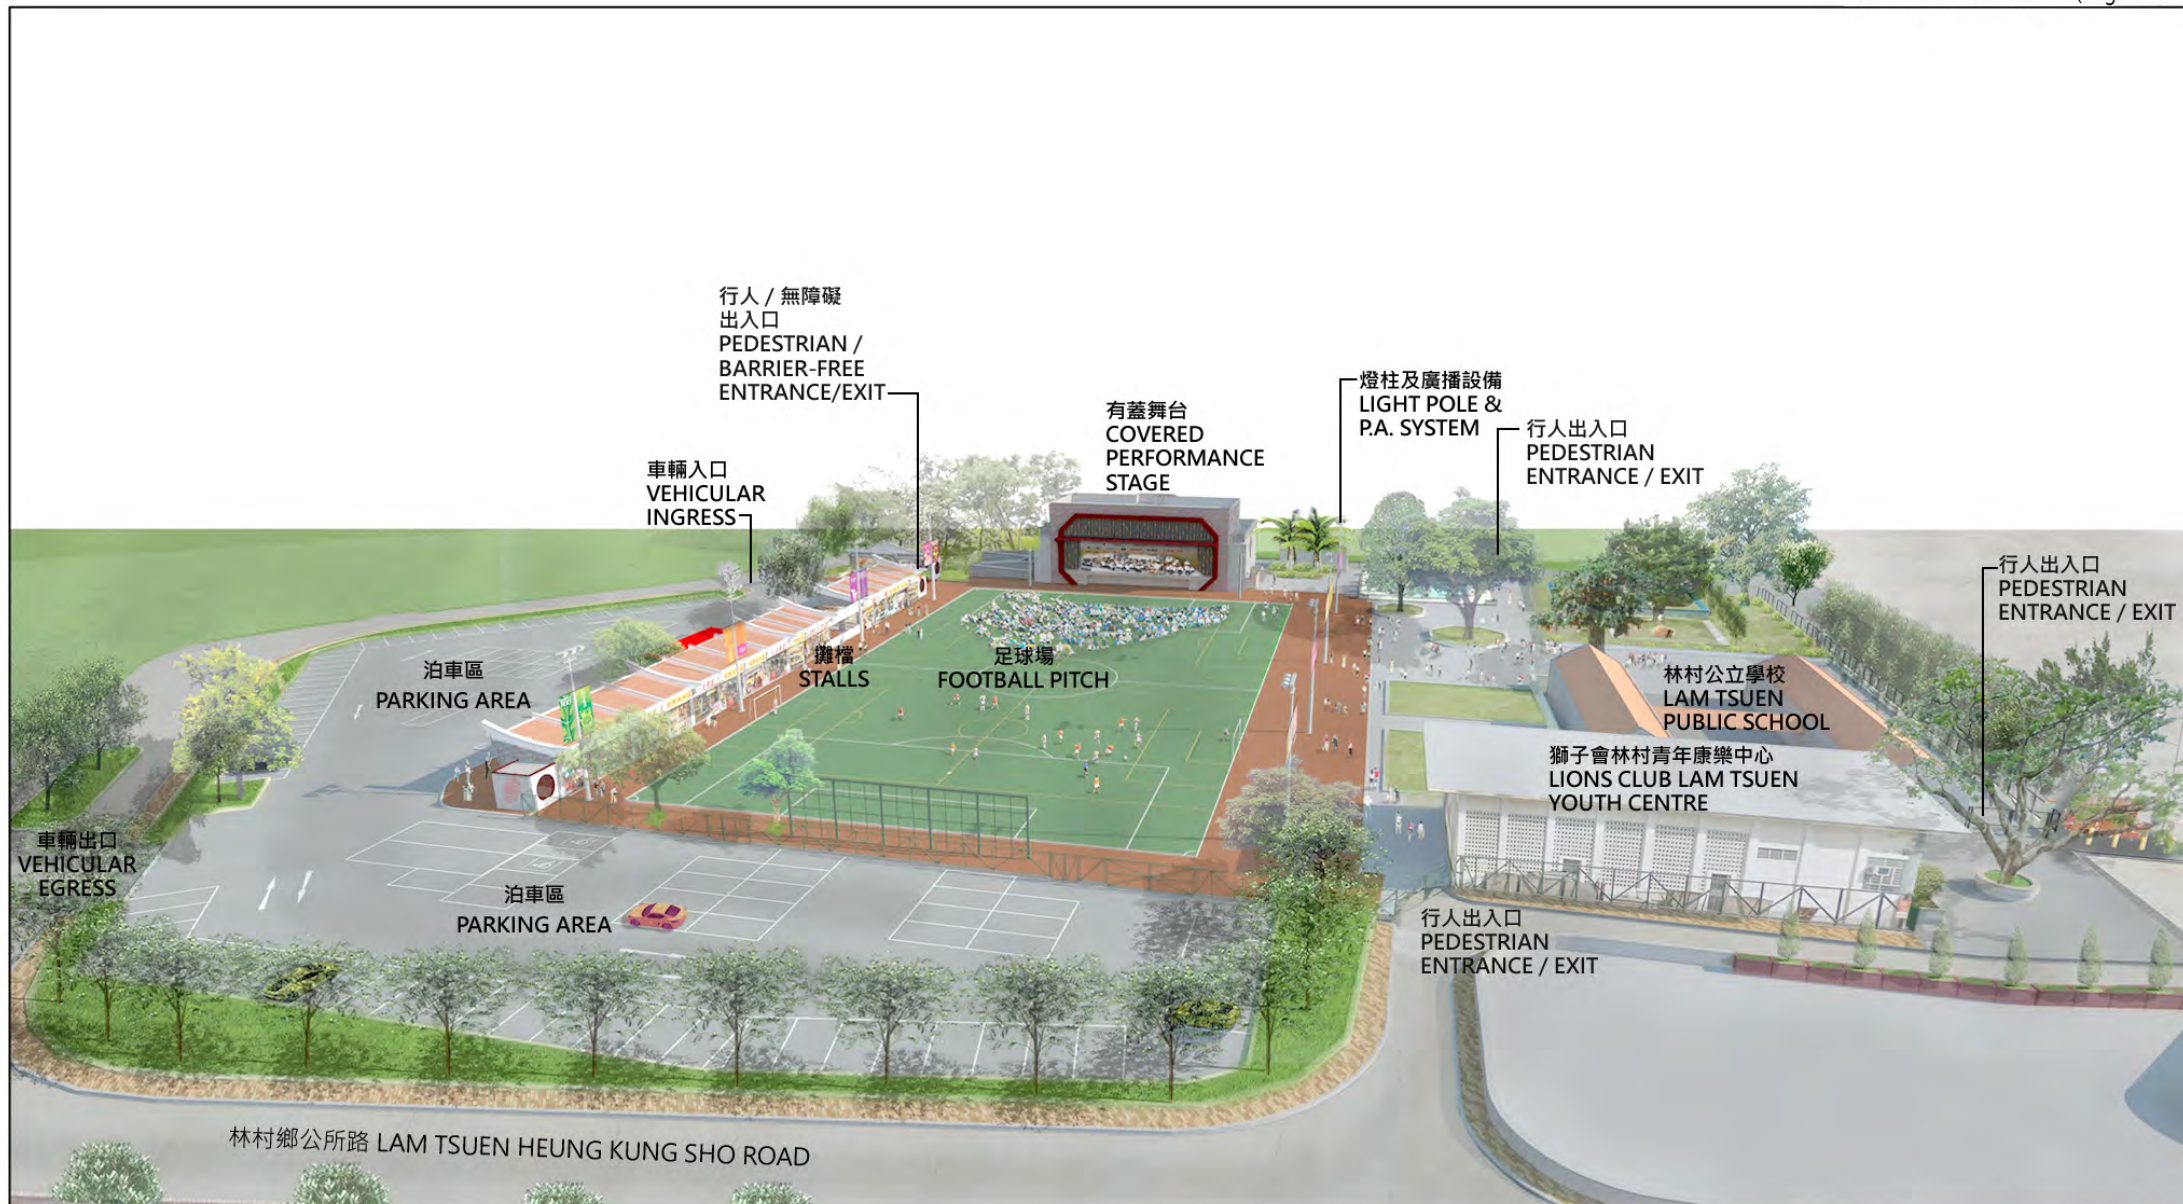 行人 / 無障礙
出入口
PEDESTRIAN /
BARRIER-FREE
ENTRANCE/EXIT
燈柱及廣播設備
LIGHT POLE &
P.A. SYSTEM
有蓋舞台
COVERED
PERFORMANCE
STAGE
行人出入口
PEDESTRIAN
ENTRANCE / EXIT
車輛入口
VEHICULAR
INGRESS
行人出入口
PEDESTRIAN
ENTRANCE / EXIT
泊車區
PARKING AREA
攤檔
STALLS
足球場
FOOTBALL PITCH
林村公立學校
LAM TSUEN
PUBLIC SCHOOL
獅子會林村青年康樂中心
LIONS CLUB LAM TSUEN
YOUTH CENTRE
車輛出口
VEHICULAR
EGRESS
泊車區
PARKING AREA
行人出入口
PEDESTRIAN
ENTRANCE / EXIT
林村鄉公所路 LAM TSUEN HEUNG KUNG SHO ROAD